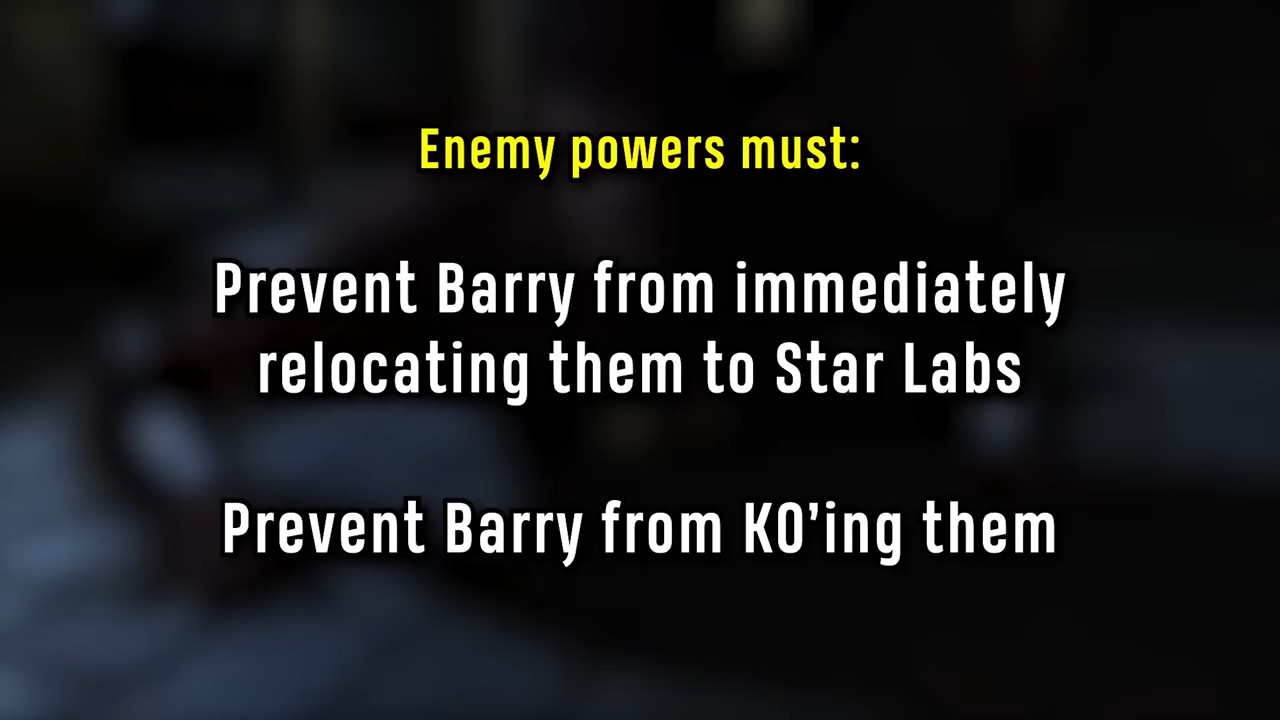 Enemy powers must:
Prevent Barry from immediately
relocating them to Star Labs
Prevent Barry from KO’ing them